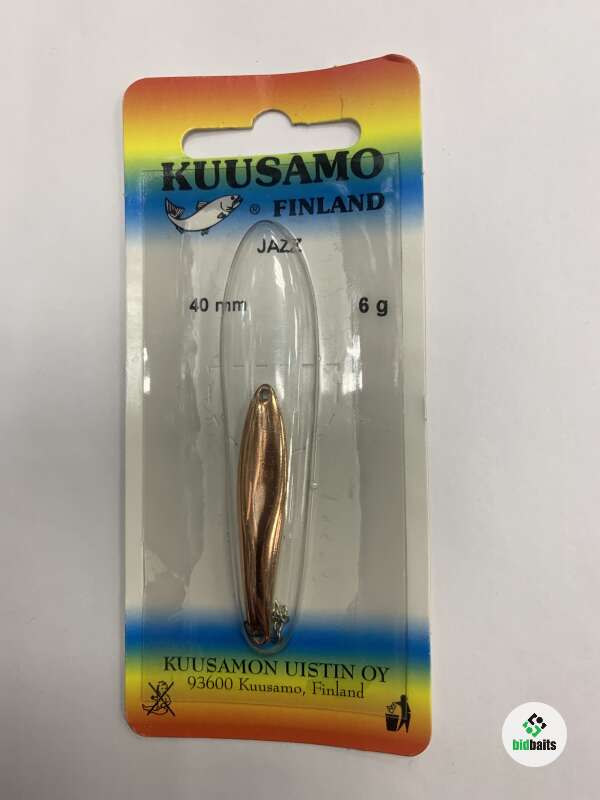 KUUSAMO
® FINLAND
JAZZ
40 mm 6 g
KUUSAMON UISTIN OY
93600 Kuusamo, Finland
bidbaits